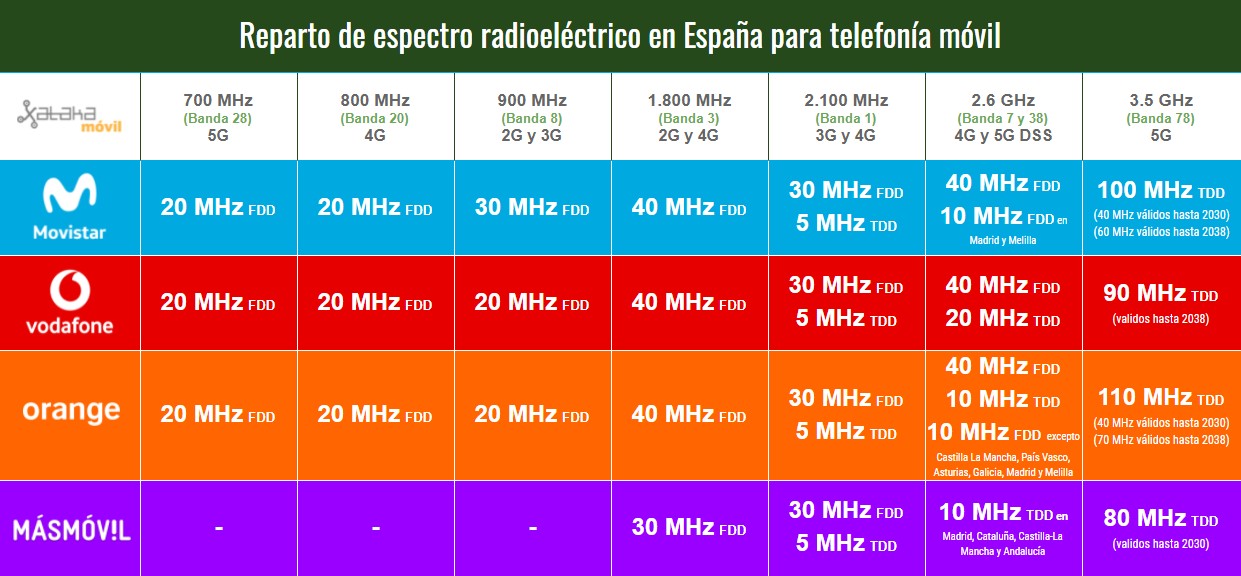 Reparto de espectro radioeléctrico en España para telefonía móvil
xataka
móvil
700 MHz
(Banda 28)
5G
800 MHz
(Banda 20)
4G
900 MHz
(Banda 8)
2G y 3G
1.800 MHz
(Banda 3)
2G y 4G
2.100 MHz
(Banda 1)
3G y 4G
2.6 GHz
(Banda 7 y 38)
4G y 5G DSS
3.5 GHz
(Banda 78)
5G
Movistar
20 MHz FDD
20 MHz FDD
30 MHz FDD
40 MHz FDD
30 MHz FDD
5 MHz TDD
40 MHz FDD
10 MHz FDD en
Madrid y Melilla
100 MHz TDD
(40 MHz válidos hasta 2030)
(60 MHz válidos hasta 2038)
vodafone
20 MHz FDD
20 MHz FDD
20 MHz FDD
40 MHz FDD
30 MHz FDD
5 MHz TDD
40 MHz FDD
20 MHz TDD
90 MHz TDD
(validos hasta 2038)
orange
20 MHz FDD
20 MHz FDD
20 MHz FDD
40 MHz FDD
30 MHz FDD
5 MHz TDD
40 MHz FDD
10 MHz TDD
10 MHz FDD excepto
Castilla La Mancha, País Vasco,
Asturias, Galicia, Madrid y Melilla
110 MHz TDD
(40 MHz válidos hasta 2030)
(70 MHz válidos hasta 2038)
MÁSMÓV!L
-
-
-
30 MHz FDD
30 MHz FDD
5 MHz TDD
10 MHz TDD en
Madrid, Cataluña, Castilla-La
Mancha y Andalucía
80 MHz TDD
(validos hasta 2030)